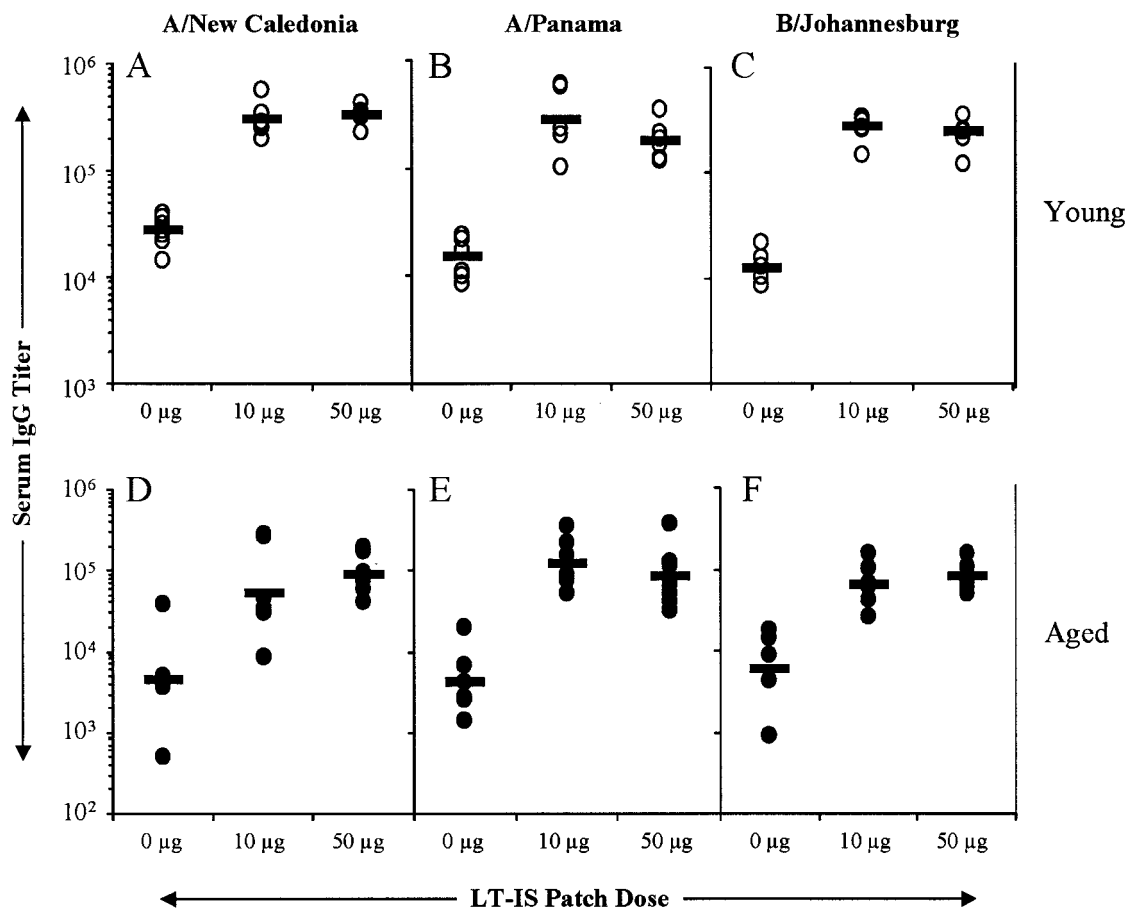 A/New Caledonia A/Panama B/Johannesburg
A B C
10⁶
10⁵
10⁴
10³
Young
0 µg 10 µg 50 µg 0 µg 10 µg 50 µg 0 µg 10 µg 50 µg
Serum IgG Titer
D E F
10⁶
10⁵
10⁴
10³
10²
Aged
0 µg 10 µg 50 µg 0 µg 10 µg 50 µg 0 µg 10 µg 50 µg
LT-IS Patch Dose